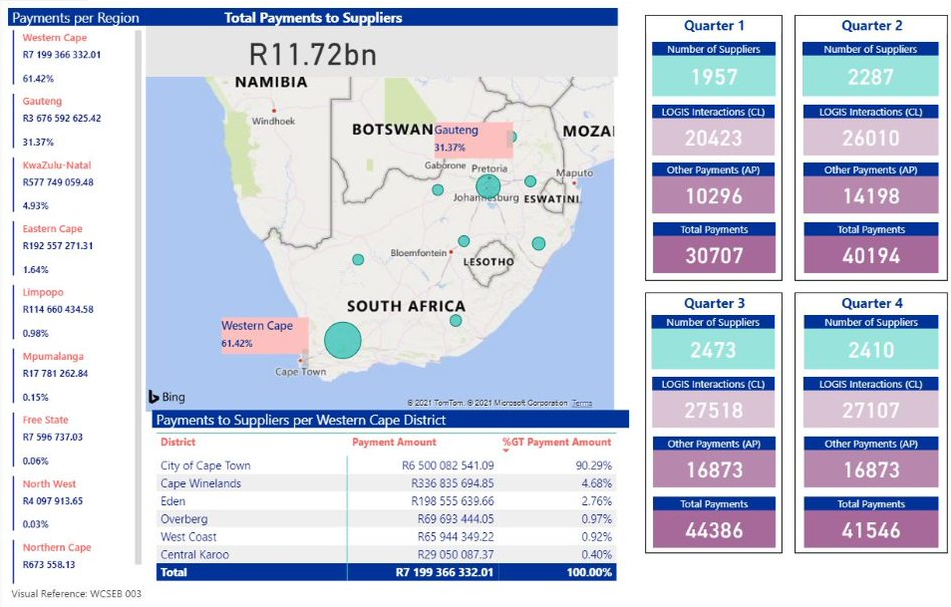 Payments per Region
Western Cape
R7 199 366 332.01
61.42%
Gauteng
R3 676 592 625.42
31.37%
KwaZulu-Natal
R577 749 059.48
4.93%
Eastern Cape
R192 557 271.31
1.64%
Limpopo
R114 660 434.58
0.98%
Mpumalanga
R17 781 262.84
0.15%
Free State
R7 596 737.03
0.06%
North West
R4 097 913.65
0.03%
Northern Cape
R673 558.13
Visual Reference: WCSEB 003
Total Payments to Suppliers
R11.72bn
NAMIBIA
Windhoek
BOTSWAN
Gauteng
31.37%
MOZA
Gaborone
Pretoria
Maputo
Johannesburg
ESWATINI
Bloemfontein
LESOTHO
SOUTH AFRICA
Western Cape
61.42%
Cape Town
Bing
© 2021 TomTom, © 2021 Microsoft Corporation Terms
Payments to Suppliers per Western Cape District
District Payment Amount %GT Payment Amount
City of Cape Town R6 500 082 541.09 90.29%
Cape Winelands R336 835 694.85 4.68%
Eden R198 555 639.66 2.76%
Overberg R69 693 444.05 0.97%
West Coast R65 944 349.22 0.92%
Central Karoo R29 050 087.37 0.40%
Total R7 199 366 332.01 100.00%
Quarter 1
Number of Suppliers
1957
LOGIS Interactions (CL)
20423
Other Payments (AP)
10296
Total Payments
30707
Quarter 2
Number of Suppliers
2287
LOGIS Interactions (CL)
26010
Other Payments (AP)
14198
Total Payments
40194
Quarter 3
Number of Suppliers
2473
LOGIS Interactions (CL)
27518
Other Payments (AP)
16873
Total Payments
44386
Quarter 4
Number of Suppliers
2410
LOGIS Interactions (CL)
27107
Other Payments (AP)
16873
Total Payments
41546